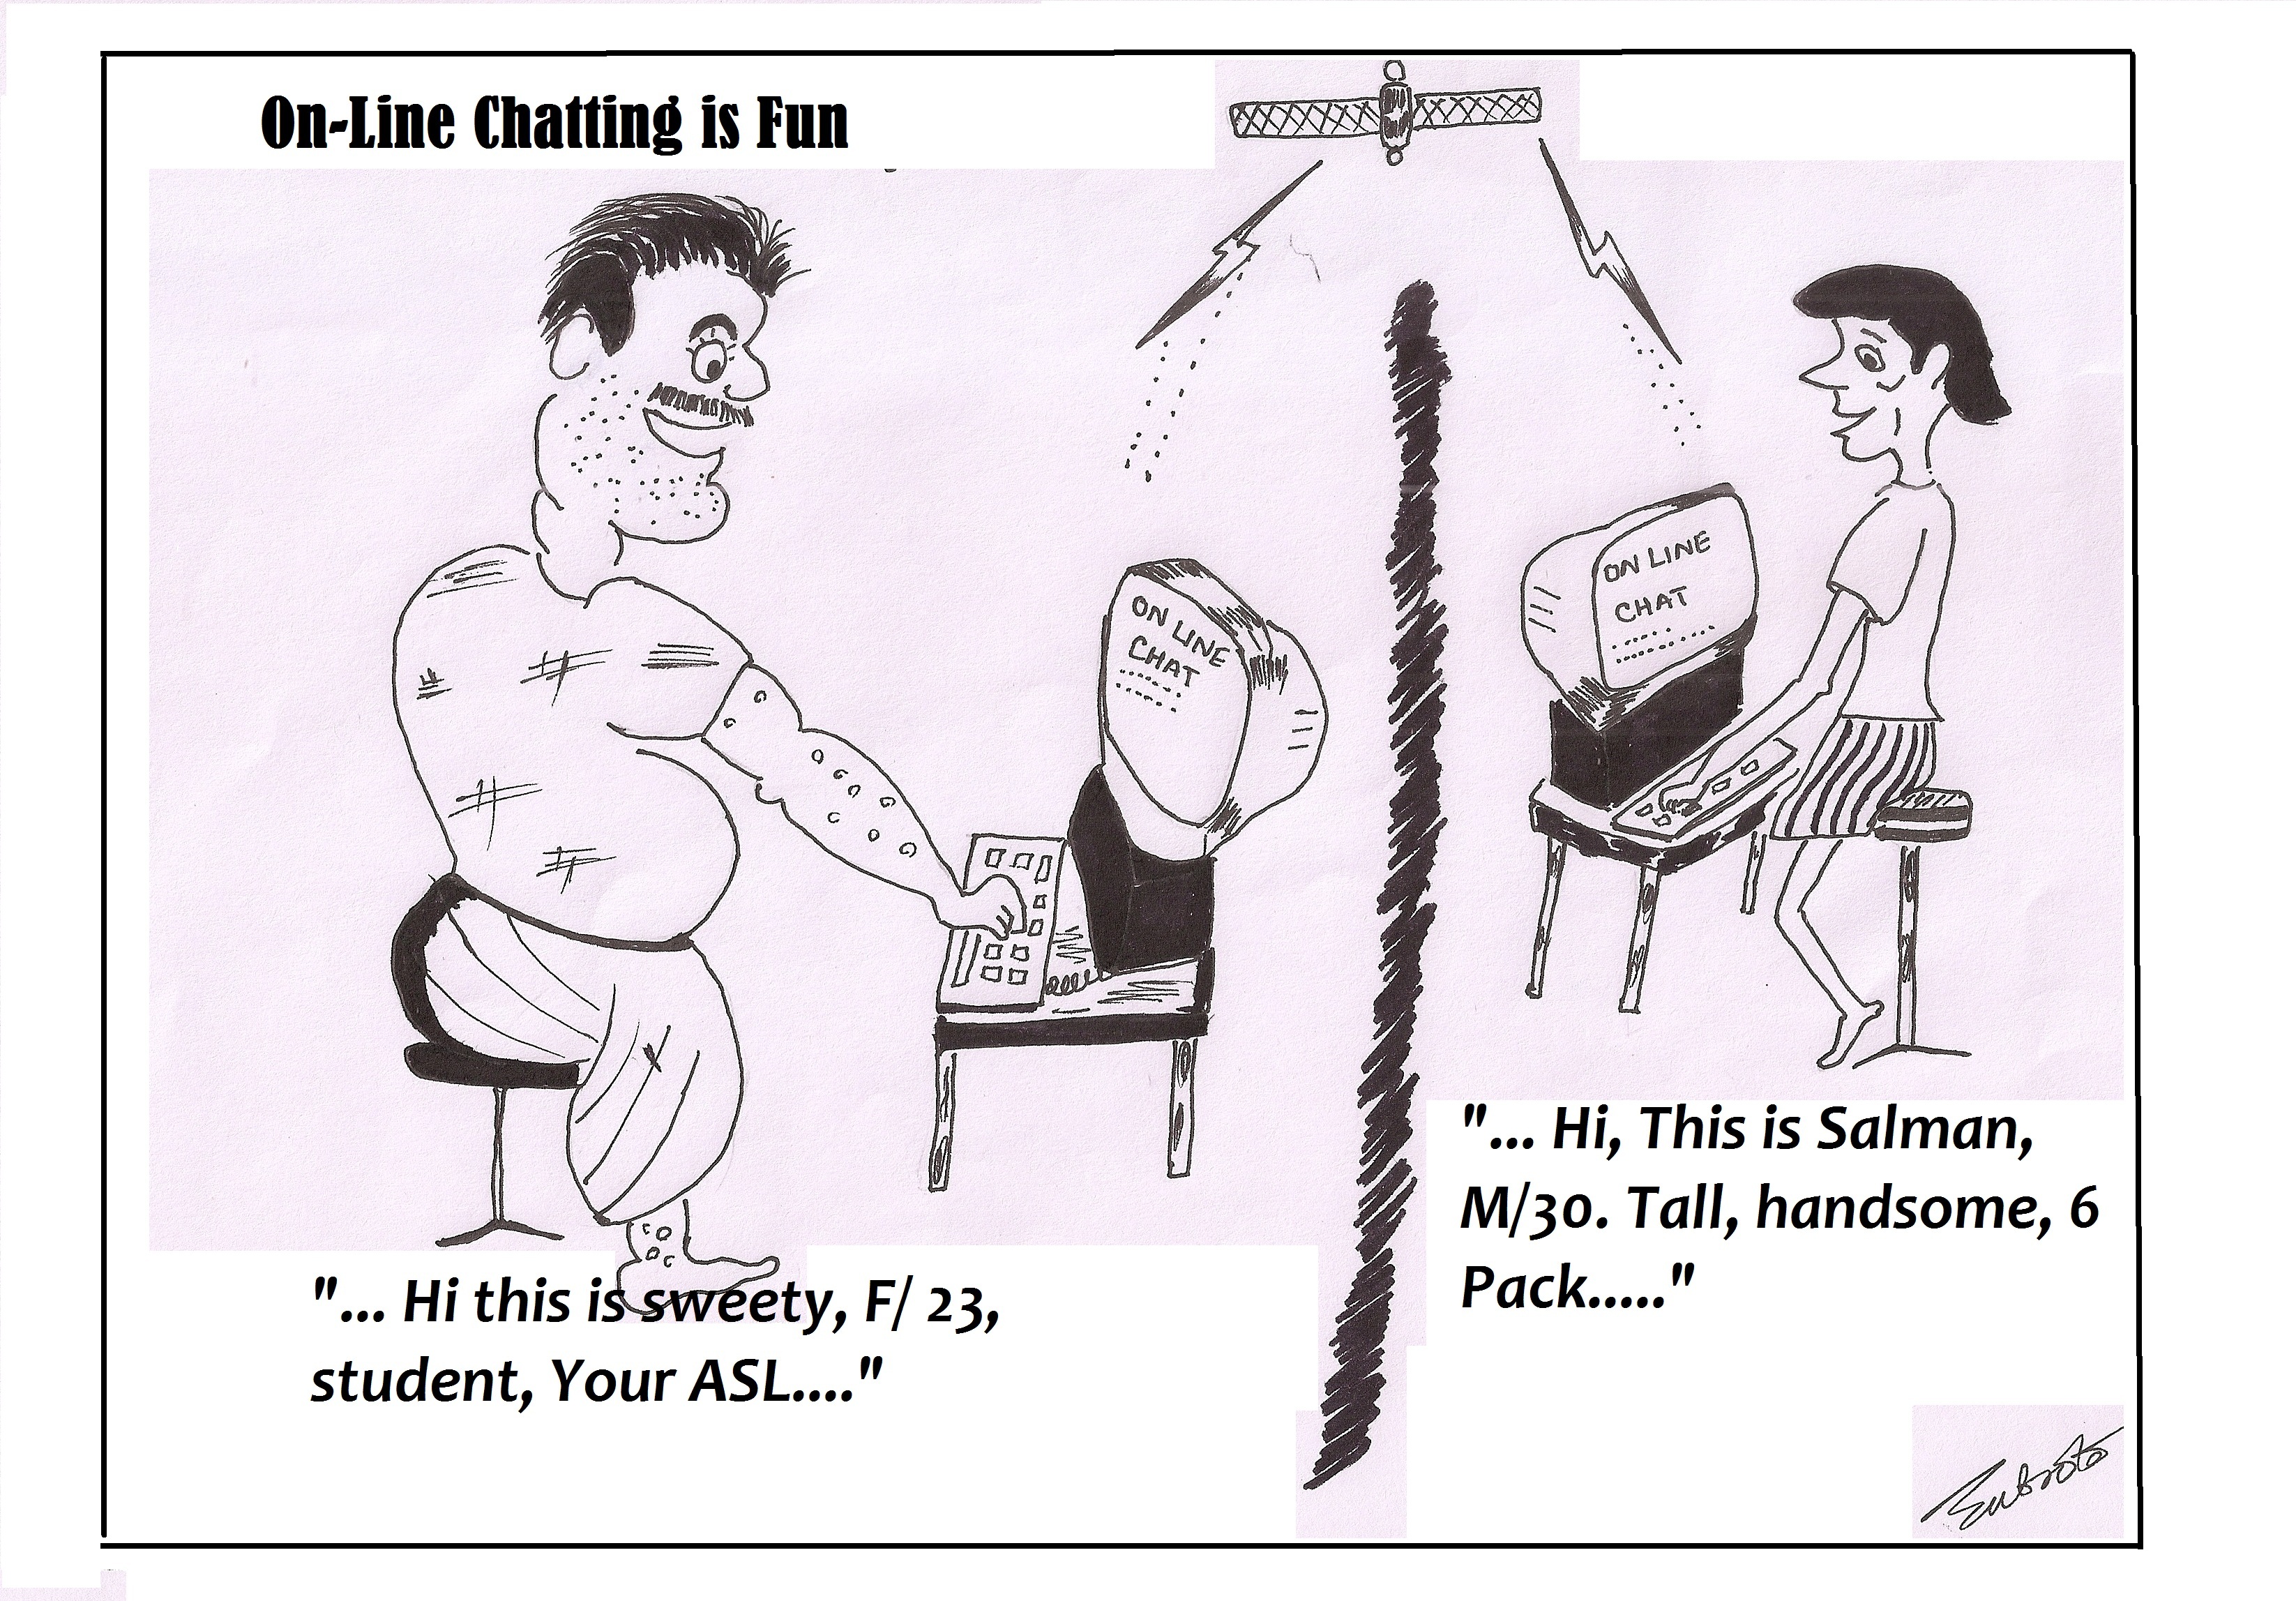 On-Line Chatting is Fun
ON LINE
CHAT
ON LINE
CHAT
"... Hi this is sweety, F/ 23,
student, Your ASL...."
"... Hi, This is Salman,
M/30. Tall, handsome, 6
Pack....."
Subroto